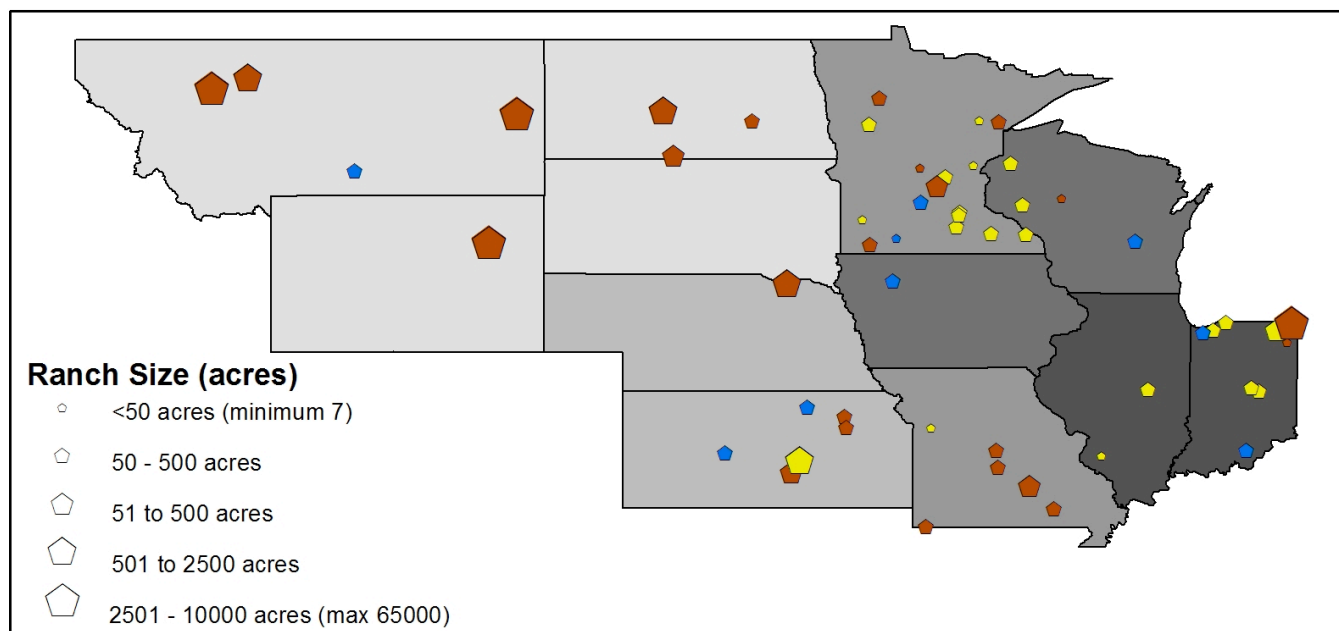 Ranch Size (acres)
<50 acres (minimum 7)
50 - 500 acres
51 to 500 acres
501 to 2500 acres
2501 - 10000 acres (max 65000)